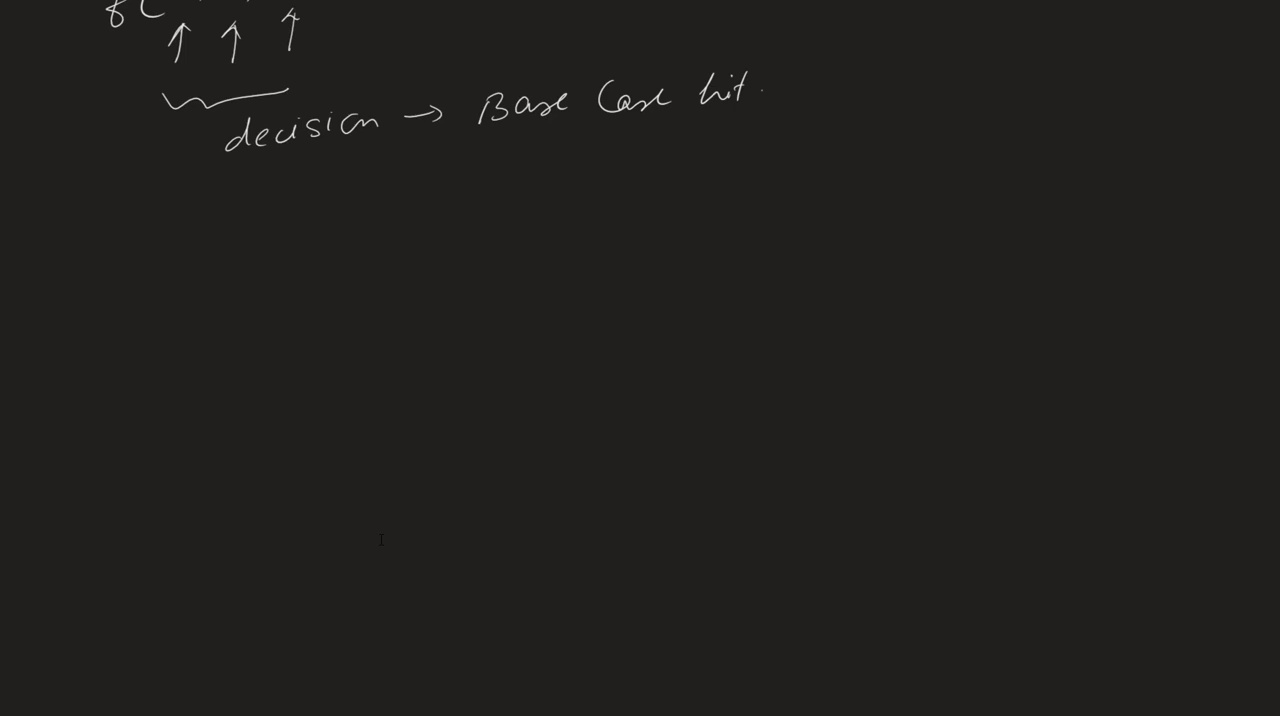 decision → Base Case hit.